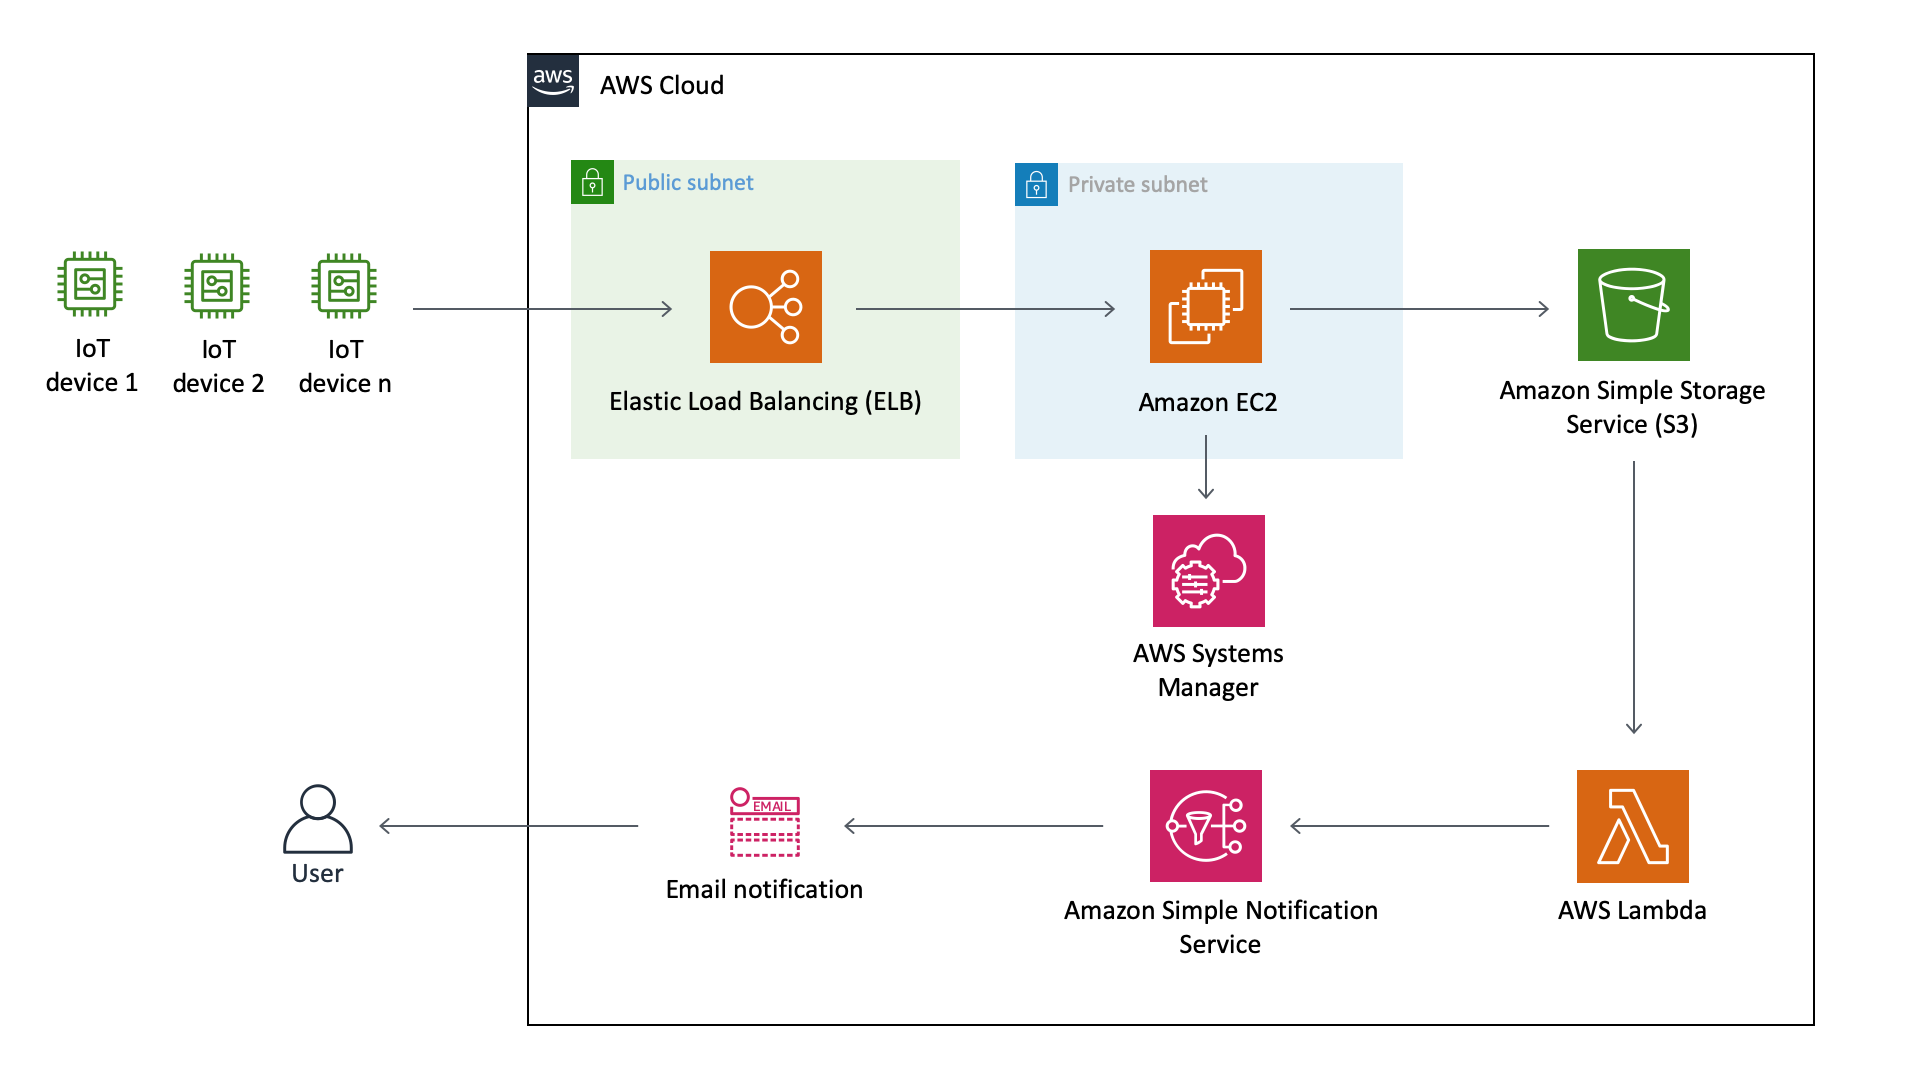 aws
AWS Cloud
Public subnet
Private subnet
IoT
device 1
IoT
device 2
IoT
device n
Elastic Load Balancing (ELB)
Amazon EC2
Amazon Simple Storage
Service (S3)
AWS Systems
Manager
User
EMAIL
Email notification
Amazon Simple Notification
Service
AWS Lambda